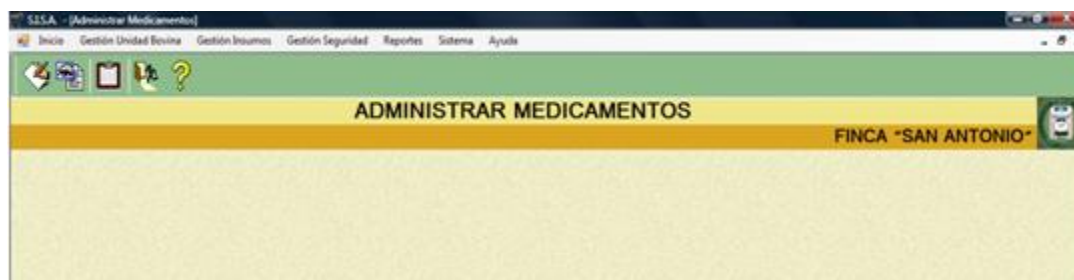 S.I.S.A. - [Administrar Medicamentos]
Inicio Gestión Unidad Bovina Gestión Insumos Gestión Seguridad Reportes Sistema Ayuda
ADMINISTRAR MEDICAMENTOS
FINCA "SAN ANTONIO"